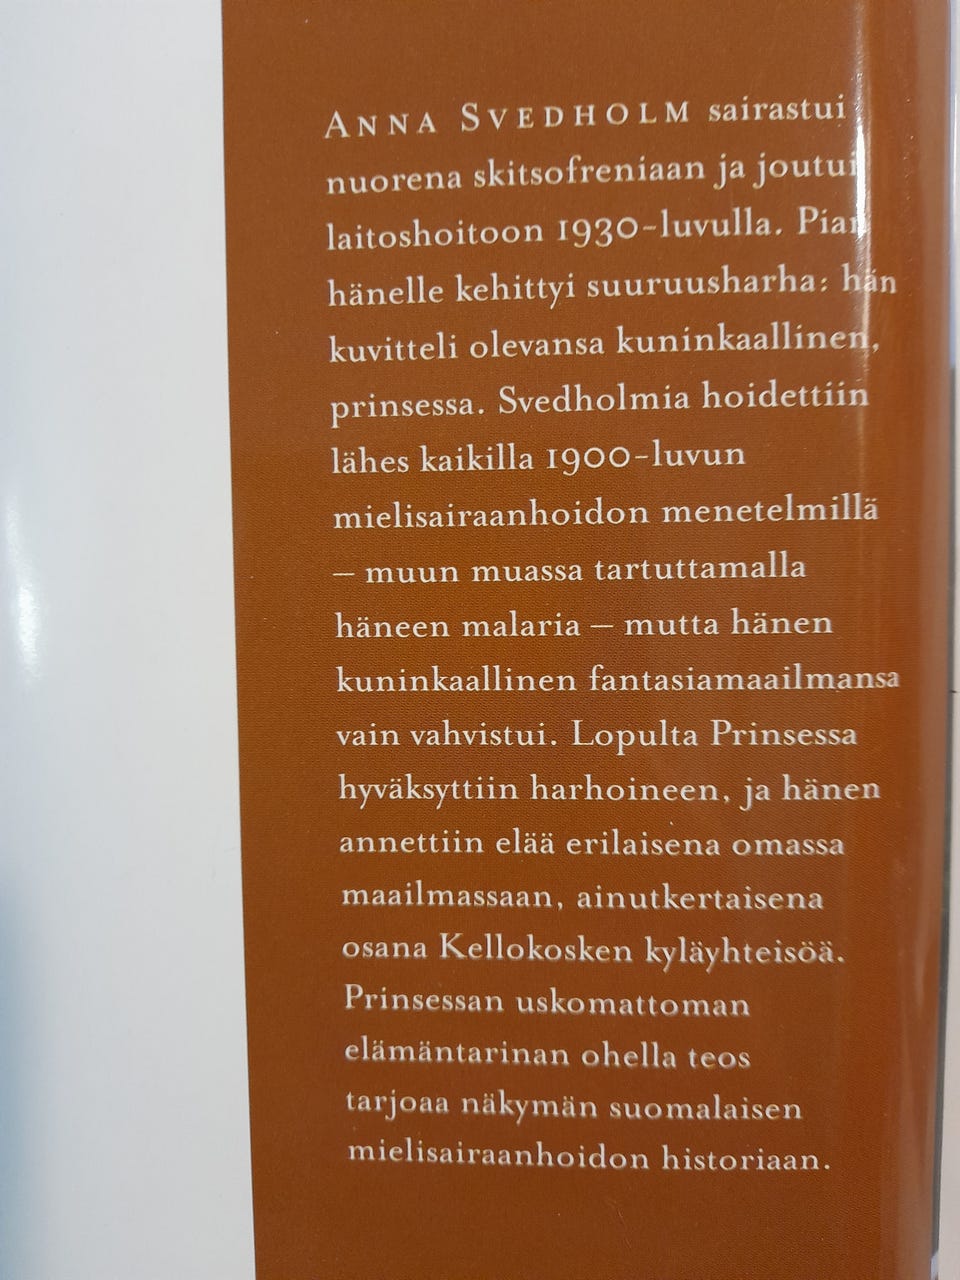 ANNA SVEDHOLM sairastui
nuorena skitsofreniaan ja joutui
laitoshoitoon 1930-luvulla. Pian
hänelle kehittyi suuruusharha: hän
kuvitteli olevansa kuninkaallinen,
prinsessa. Svedholmia hoidettiin
lähes kaikilla 1900-luvun
mielisairaanhoidon menetelmillä
– muun muassa tartuttamalla
häneen malaria – mutta hänen
kuninkaallinen fantasiamaailmansa
vain vahvistui. Lopulta Prinsessa
hyväksyttiin harhoineen, ja hänen
annettiin elää erilaisena omassa
maailmassaan, ainutkertaisena
osana Kellokosken kyläyhteisöä.
Prinsessan uskomattoman
elämäntarinan ohella teos
tarjoaa näkymän suomalaisen
mielisairaanhoidon historiaan.